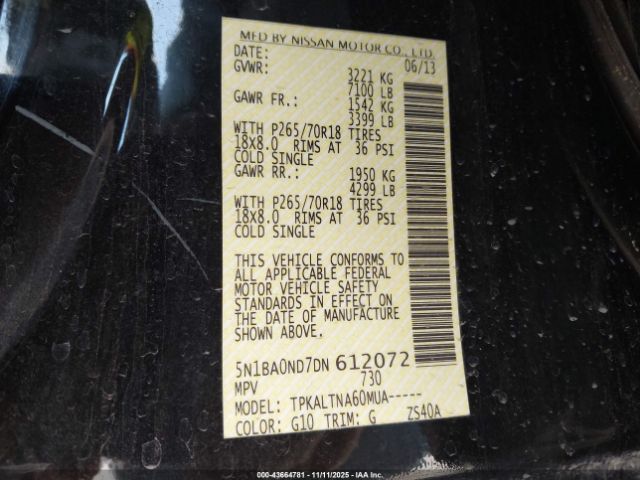 MFD BY NISSAN MOTOR CO., LTD.
DATE: 06/13
GVWR: 3221 KG
7100 LB
GAWR FR.: 1542 KG
3399 LB
WITH P265/70R18 TIRES
18X8.0 RIMS AT 36 PSI
COLD SINGLE
GAWR RR.: 1950 KG
4299 LB
WITH P265/70R18 TIRES
18X8.0 RIMS AT 36 PSI
COLD SINGLE
THIS VEHICLE CONFORMS TO
ALL APPLICABLE FEDERAL
MOTOR VEHICLE SAFETY
STANDARDS IN EFFECT ON
THE DATE OF MANUFACTURE
SHOWN ABOVE.
5N1BA0ND7DN 612072
MPV 730
MODEL: TPKALTNA60MUA-----
COLOR: G10 TRIM: G ZS40A
000-43664781 - 11/11/2025 - IAA Inc.